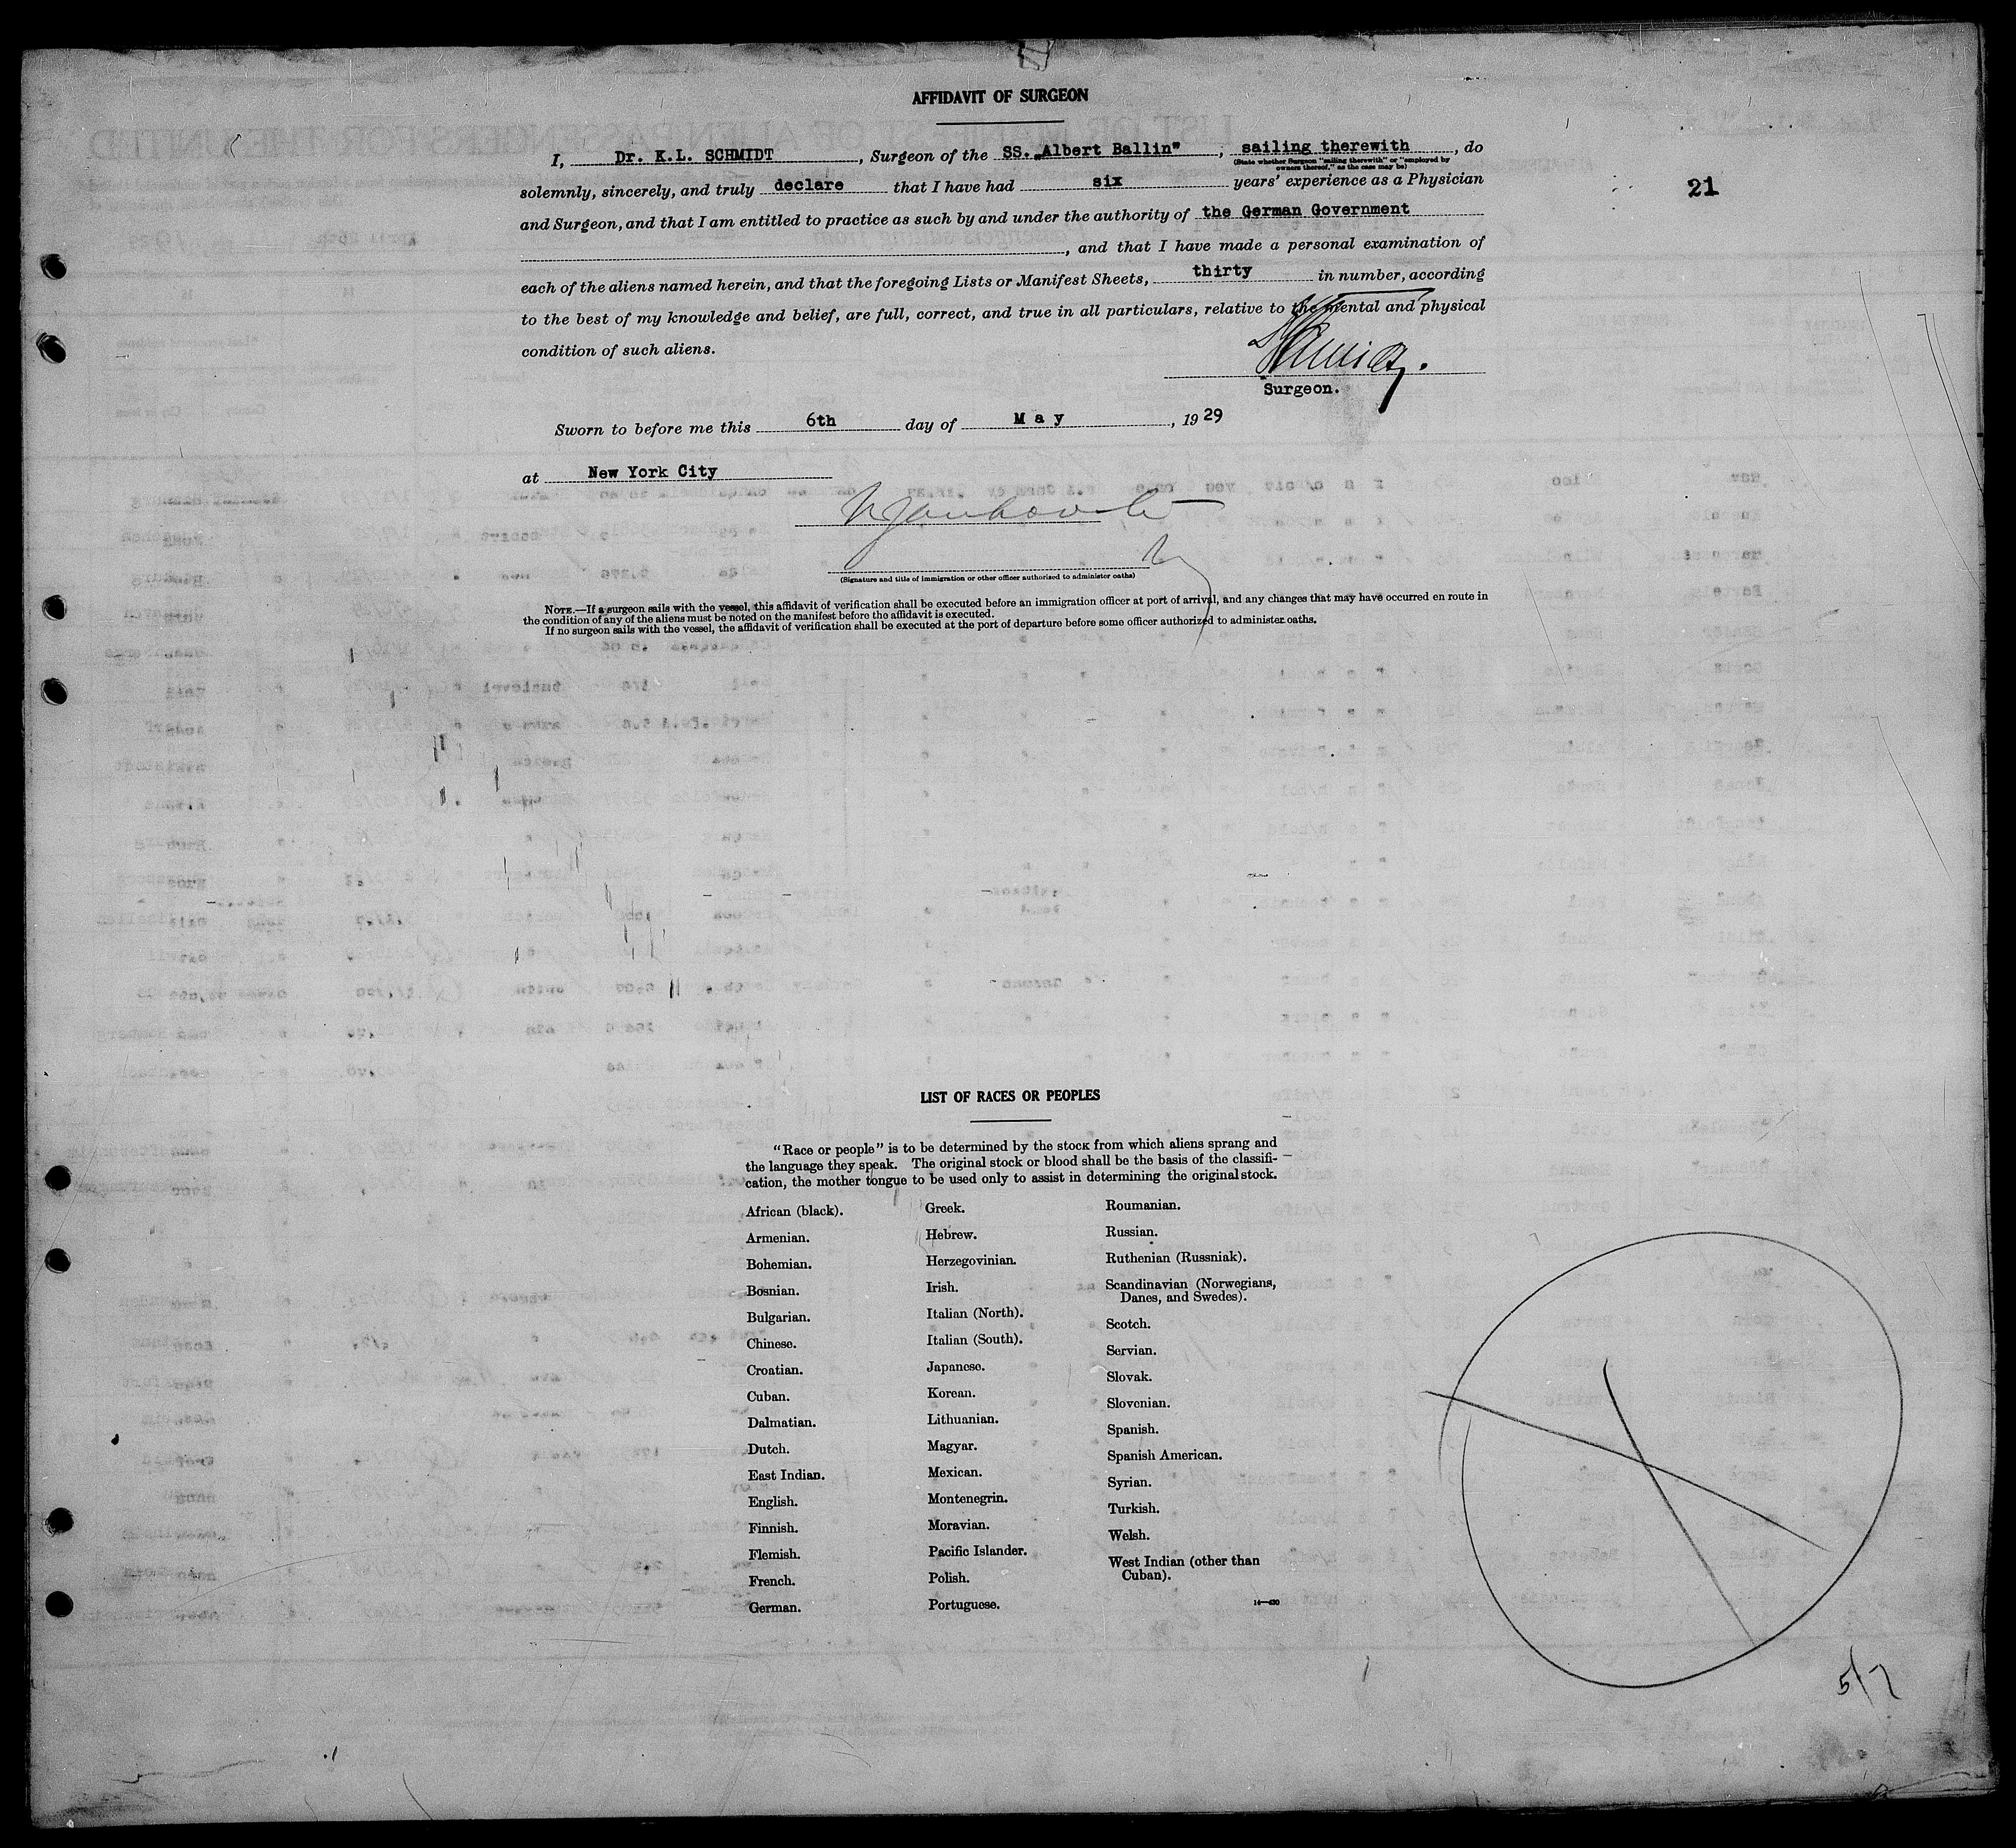 AFFIDAVIT OF SURGEON
21
I, Dr. K.L. SCHMIDT, Surgeon of the SS. „Albert Ballin", sailing therewith, do
(State whether Surgeon "sailing therewith" or "employed by
owners thereof," as the case may be)
solemnly, sincerely, and truly declare that I have had six years' experience as a Physician
and Surgeon, and that I am entitled to practice as such by and under the authority of the German Government
, and that I have made a personal examination of
each of the aliens named herein, and that the foregoing Lists or Manifest Sheets, thirty in number, according
to the best of my knowledge and belief, are full, correct, and true in all particulars, relative to the mental and physical
condition of such aliens.
Schmidt.
Surgeon.
Sworn to before me this 6th day of May, 1929
at New York City
(Signature and title of immigration or other officer authorized to administer oaths)
NOTE.—If a surgeon sails with the vessel, this affidavit of verification shall be executed before an immigration officer at port of arrival, and any changes that may have occurred en route in
the condition of any of the aliens must be noted on the manifest before the affidavit is executed.
If no surgeon sails with the vessel, the affidavit of verification shall be executed at the port of departure before some officer authorized to administer oaths.
LIST OF RACES OR PEOPLES
"Race or people" is to be determined by the stock from which aliens sprang and
the language they speak. The original stock or blood shall be the basis of the classifi-
cation, the mother tongue to be used only to assist in determining the original stock.
African (black).
Armenian.
Bohemian.
Bosnian.
Bulgarian.
Chinese.
Croatian.
Cuban.
Dalmatian.
Dutch.
East Indian.
English.
Finnish.
Flemish.
French.
German.
Greek.
Hebrew.
Herzegovinian.
Irish.
Italian (North).
Italian (South).
Japanese.
Korean.
Lithuanian.
Magyar.
Mexican.
Montenegrin.
Moravian.
Pacific Islander.
Polish.
Portuguese.
Roumanian.
Russian.
Ruthenian (Russniak).
Scandinavian (Norwegians,
Danes, and Swedes).
Scotch.
Servian.
Slovak.
Slovenian.
Spanish.
Spanish American.
Syrian.
Turkish.
Welsh.
West Indian (other than
Cuban).
5/7